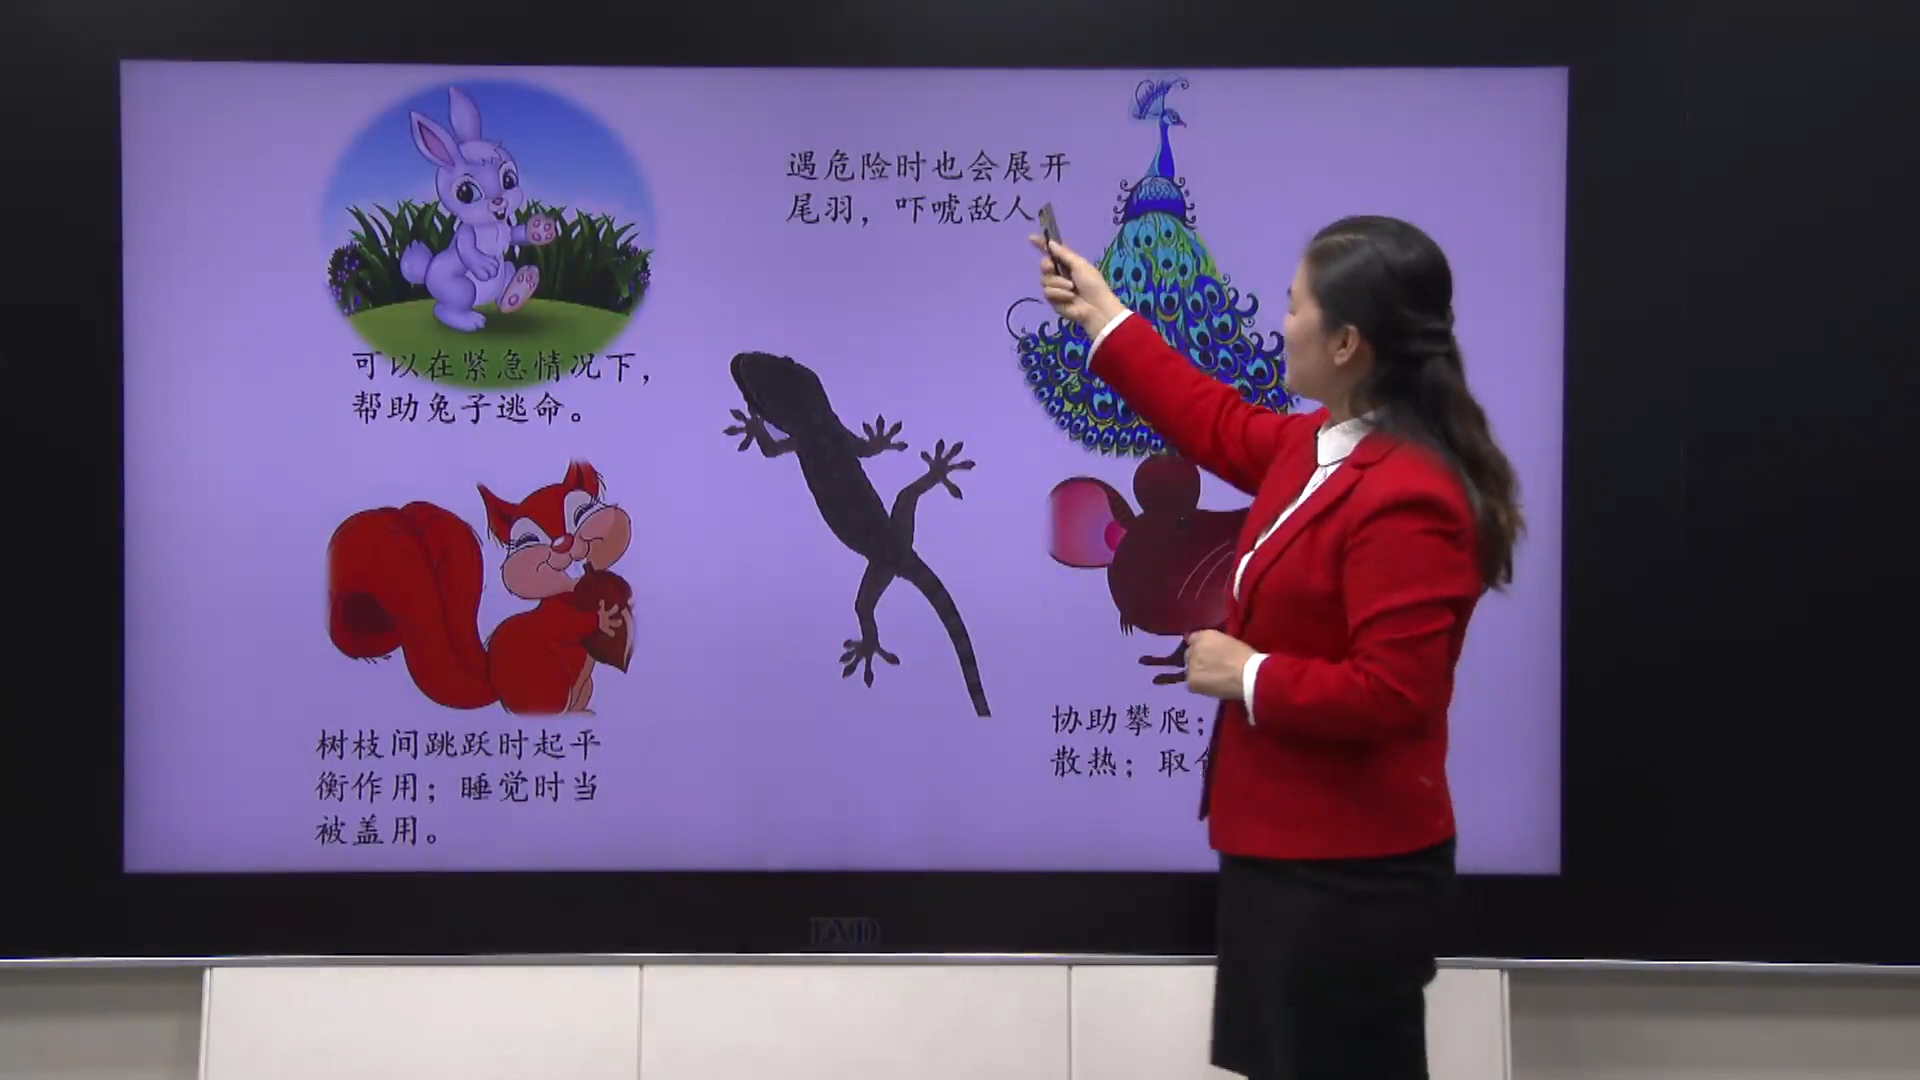 遇危险时也会展开
尾羽，吓唬敌人。
可以在紧急情况下，
帮助兔子逃命。
树枝间跳跃时起平
衡作用；睡觉时当
被盖用。
协助攀爬；
散热；取